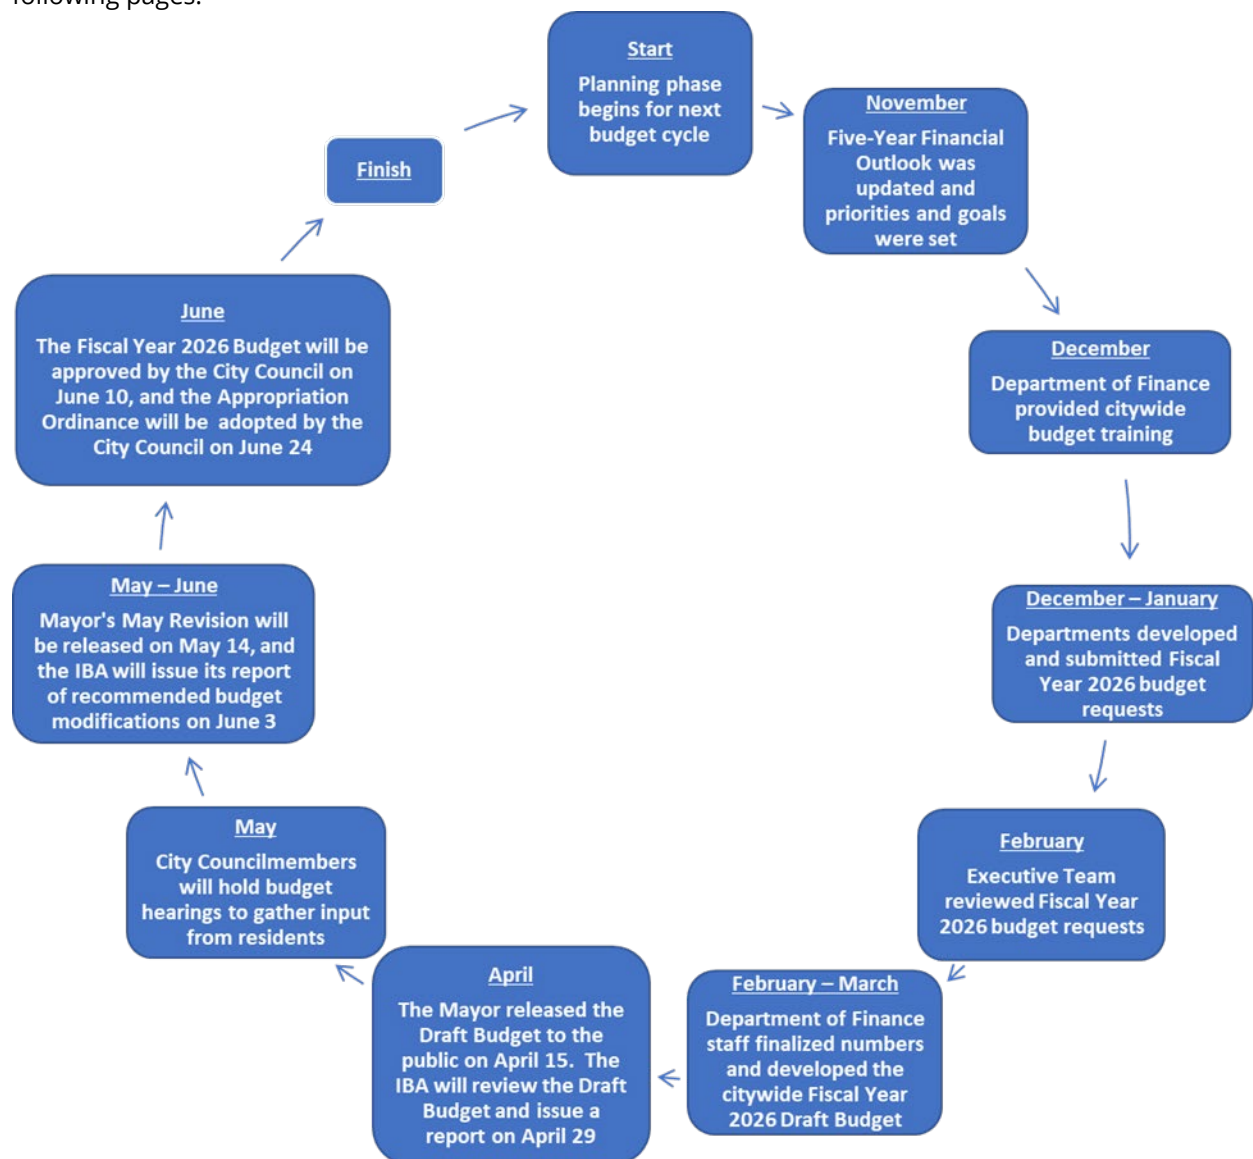 following pages.
Start
Planning phase
begins for next
budget cycle
November
Five-Year Financial
Outlook was
updated and
priorities and goals
were set
December
Department of Finance
provided citywide
budget training
December – January
Departments developed
and submitted Fiscal
Year 2026 budget
requests
February
Executive Team
reviewed Fiscal Year
2026 budget requests
February – March
Department of Finance
staff finalized numbers
and developed the
citywide Fiscal Year
2026 Draft Budget
April
The Mayor released the
Draft Budget to the
public on April 15.  The
IBA will review the Draft
Budget and issue a
report on April 29
May
City Councilmembers
will hold budget
hearings to gather input
from residents
May – June
Mayor's May Revision will
be released on May 14, and
the IBA will issue its report
of recommended budget
modifications on June 3
June
The Fiscal Year 2026 Budget will be
approved by the City Council on
June 10, and the Appropriation
Ordinance will be  adopted by the
City Council on June 24
Finish